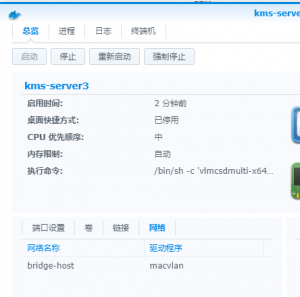 kms-server
总览 进程 日志 终端机
启动 停止 重新启动 强制停止
kms-server3
启用时间: 2 分钟前
桌面快捷方式: 已停用
CPU 优先顺序: 中
内存限制: 自动
执行命令: /bin/sh -c 'vlmcsdmulti-x64...
端口设置 卷 链接 网络
网络名称 驱动程序
bridge-host macvlan